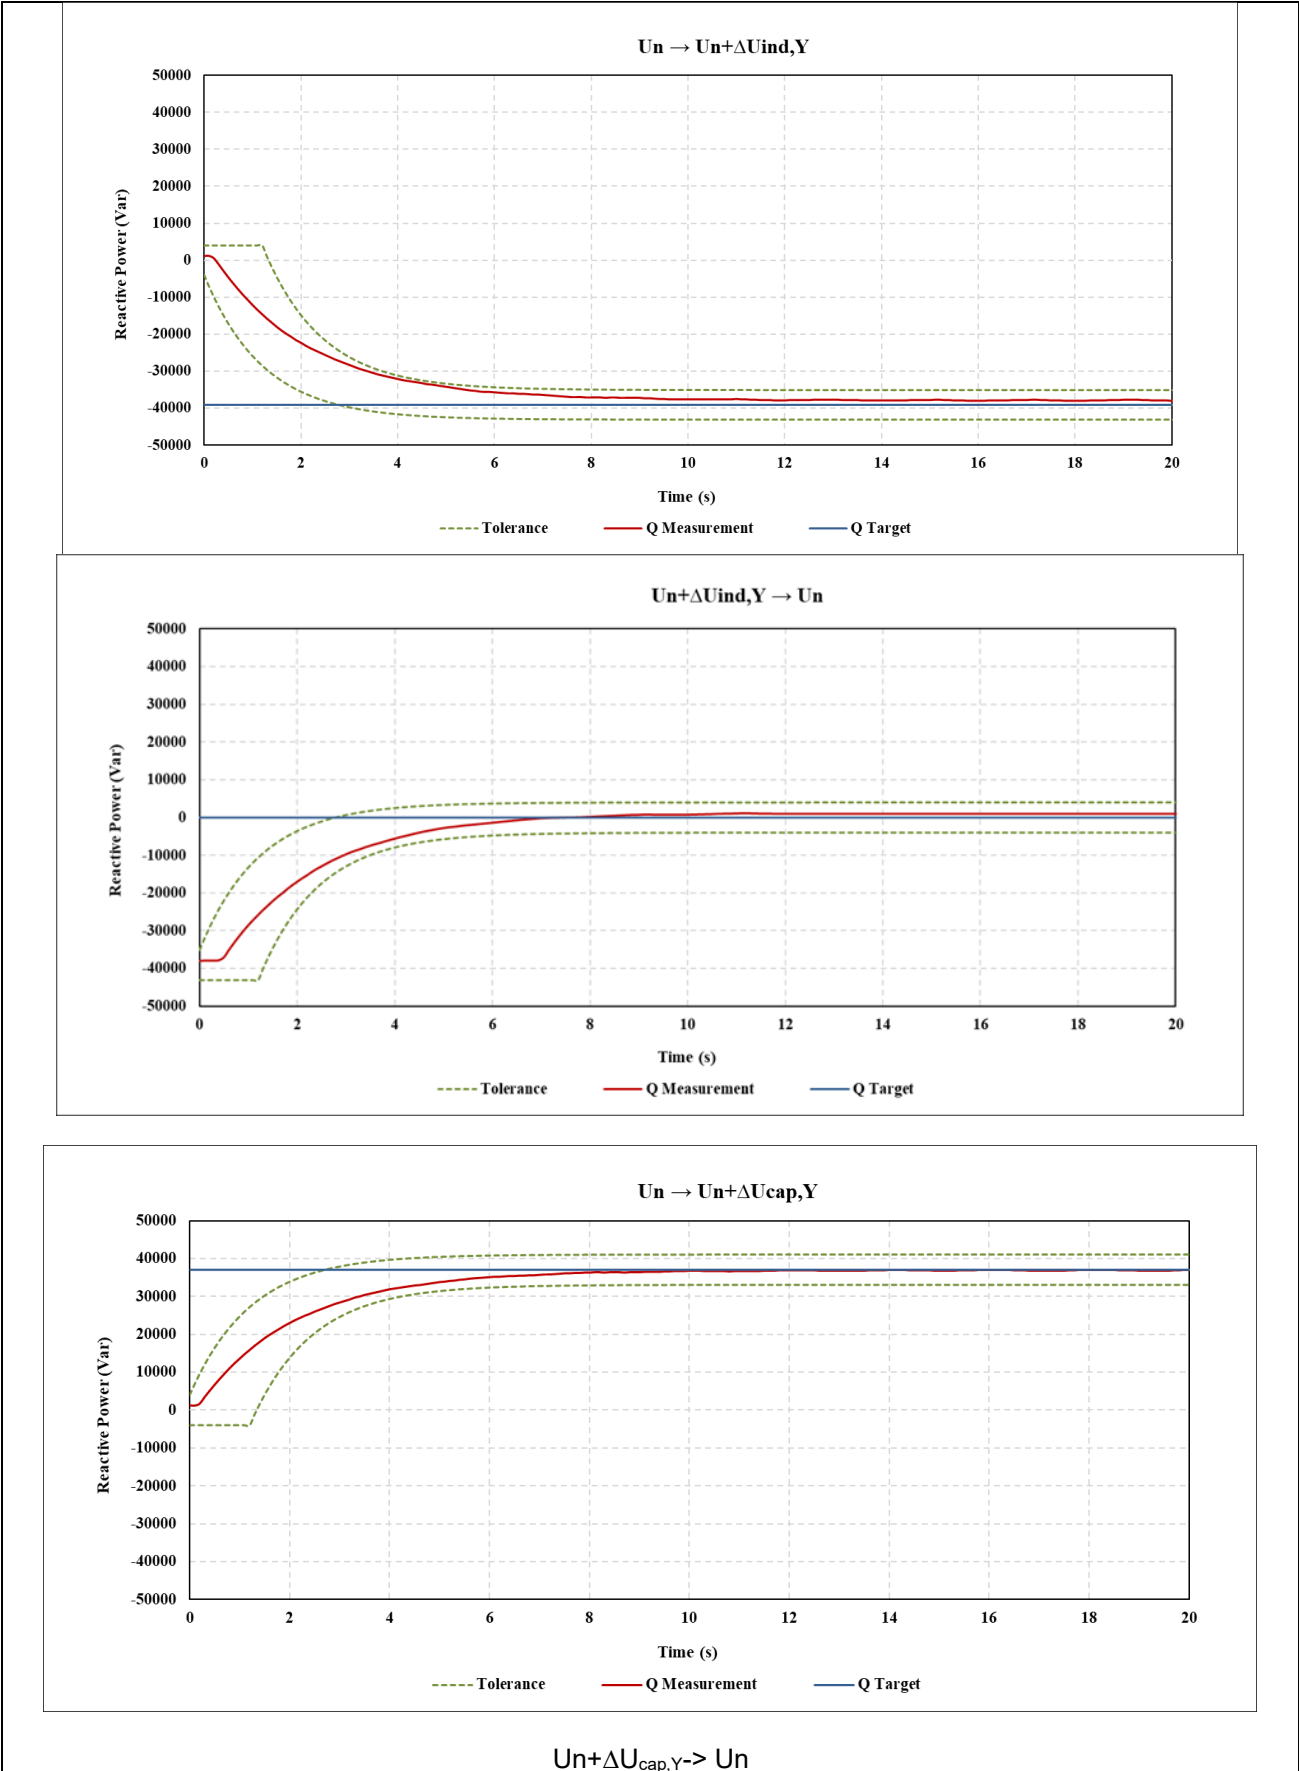 Un → Un+ΔUind,Y
50000
40000
30000
20000
10000
0
-10000
-20000
-30000
-40000
-50000
Reactive Power (Var)
0 2 4 6 8 10 12 14 16 18 20
Time (s)
Tolerance Q Measurement Q Target
Un+ΔUind,Y → Un
50000
40000
30000
20000
10000
0
-10000
-20000
-30000
-40000
-50000
Reactive Power (Var)
0 2 4 6 8 10 12 14 16 18 20
Time (s)
Tolerance Q Measurement Q Target
Un → Un+ΔUcap,Y
50000
40000
30000
20000
10000
0
-10000
-20000
-30000
-40000
-50000
Reactive Power (Var)
0 2 4 6 8 10 12 14 16 18 20
Time (s)
Tolerance Q Measurement Q Target
Un+ΔUcap,Y-> Un